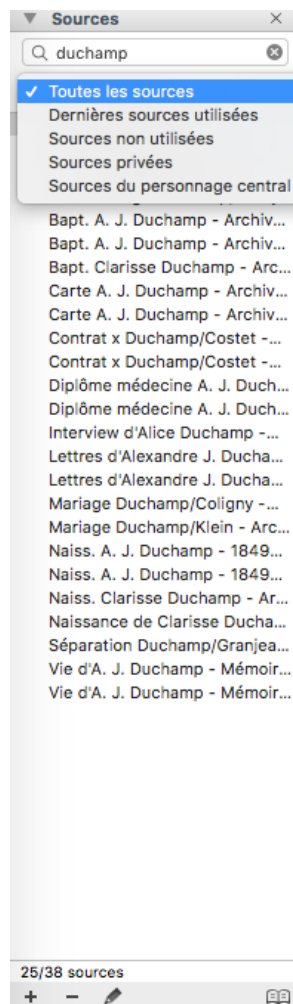 Sources
duchamp
Toutes les sources
Dernières sources utilisées
Sources non utilisées
Sources privées
Sources du personnage central
Bapt. A. J. Duchamp - Archiv...
Bapt. A. J. Duchamp - Archiv...
Bapt. Clarisse Duchamp - Arc...
Carte A. J. Duchamp - Archiv...
Carte A. J. Duchamp - Archiv...
Contrat x Duchamp/Costet -...
Contrat x Duchamp/Costet -...
Diplôme médecine A. J. Duch...
Diplôme médecine A. J. Duch...
Interview d'Alice Duchamp -...
Lettres d'Alexandre J. Ducha...
Lettres d'Alexandre J. Ducha...
Mariage Duchamp/Coligny -...
Mariage Duchamp/Klein - Arc...
Naiss. A. J. Duchamp - 1849...
Naiss. A. J. Duchamp - 1849...
Naiss. Clarisse Duchamp - Ar...
Naissance de Clarisse Ducha...
Séparation Duchamp/Granjea...
Vie d'A. J. Duchamp - Mémoir...
Vie d'A. J. Duchamp - Mémoir...
25/38 sources